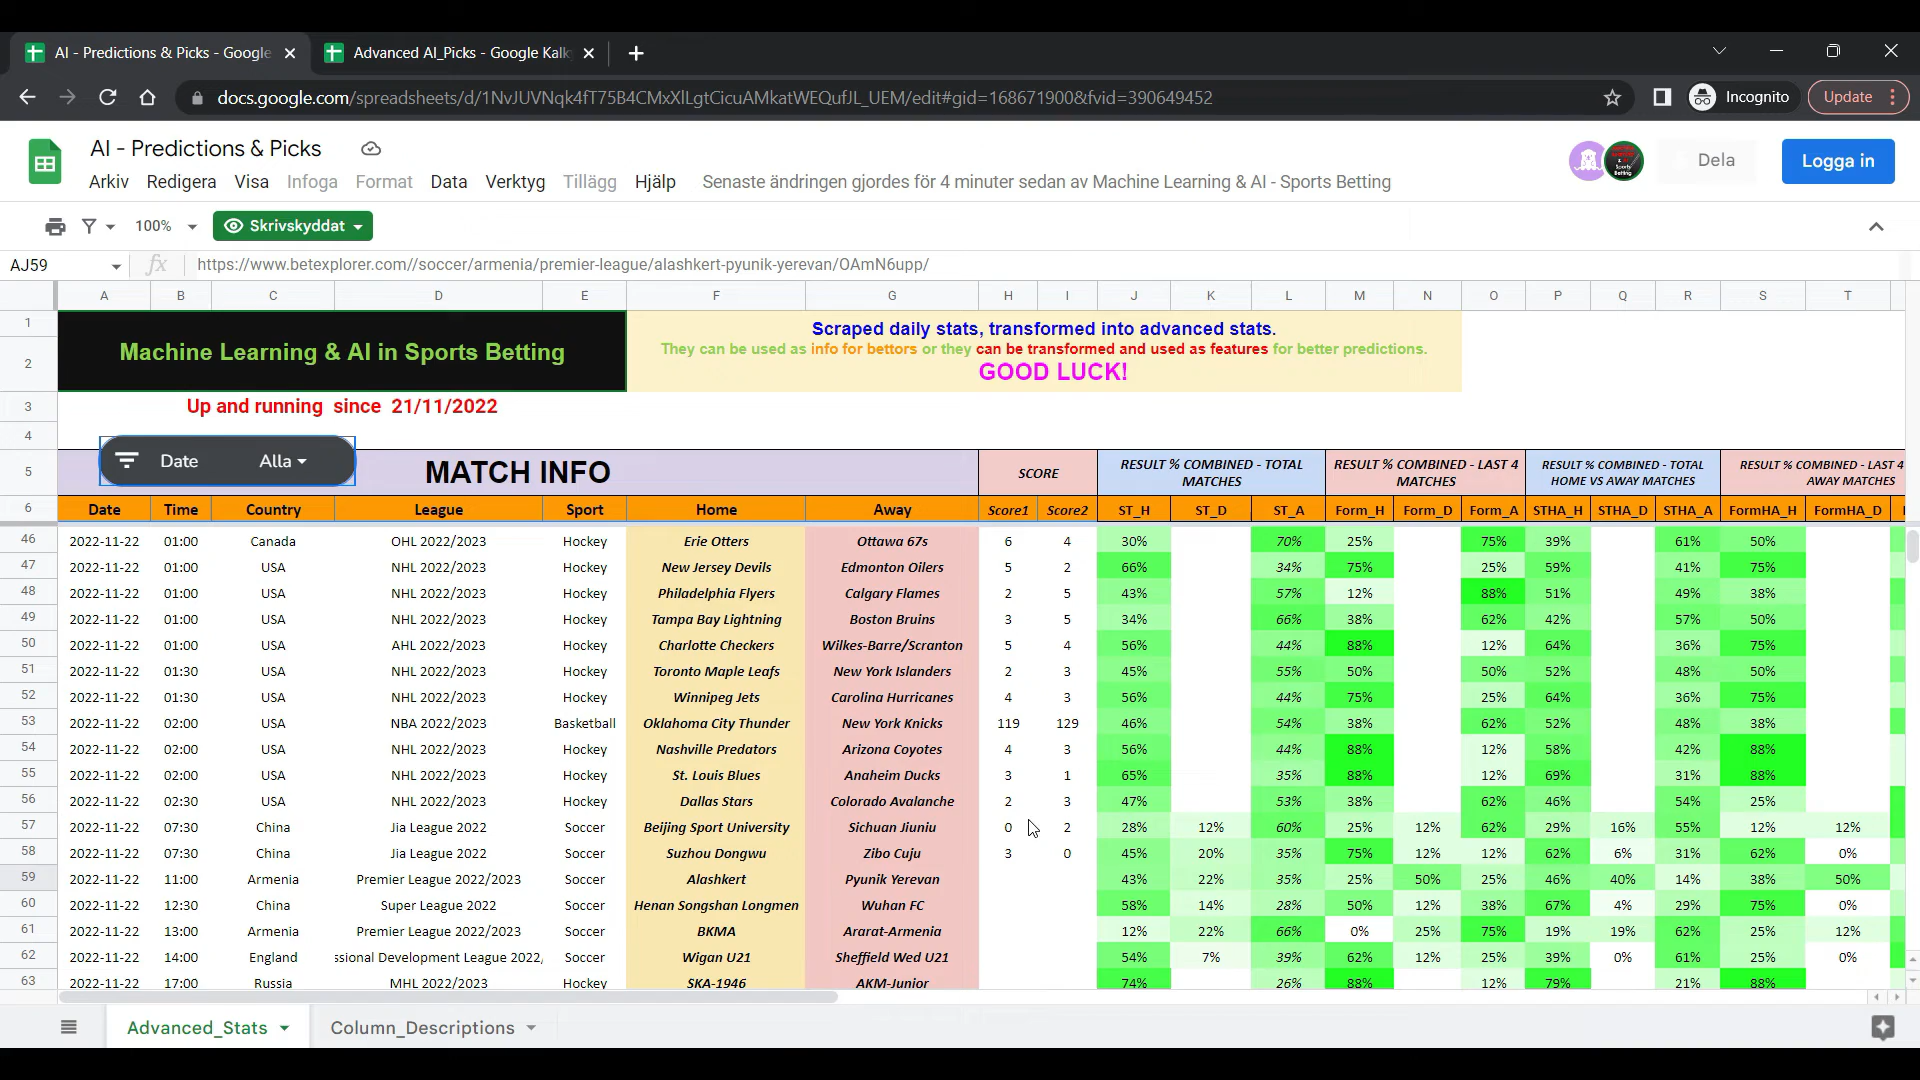 AI - Predictions & Picks - Google
Advanced AI_Picks - Google Kalk
docs.google.com/spreadsheets/d/1NvJUVNqk4fT75B4CMxXlLgtCicuAMkatWEQufJL_UEM/edit#gid=168671900&fvid=390649452
Incognito
Update
AI - Predictions & Picks
Dela
Logga in
Arkiv Redigera Visa Infoga Format Data Verktyg Tillägg Hjälp Senaste ändringen gjordes för 4 minuter sedan av Machine Learning & AI - Sports Betting
100% Skrivskyddat
AJ59 fx https://www.betexplorer.com//soccer/armenia/premier-league/alashkert-pyunik-yerevan/OAmN6upp/
A B C D E F G H I J K L M N O P Q R S T
1
2
3
4
5
6
Machine Learning & AI in Sports Betting
Scraped daily stats, transformed into advanced stats.
They can be used as info for bettors or they can be transformed and used as features for better predictions.
GOOD LUCK!
Up and running since 21/11/2022
Date Alla
MATCH INFO
SCORE
RESULT % COMBINED - TOTAL MATCHES
RESULT % COMBINED - LAST 4 MATCHES
RESULT % COMBINED - TOTAL HOME VS AWAY MATCHES
RESULT % COMBINED - LAST 4 AWAY MATCHES
Date Time Country League Sport Home Away Score1 Score2 ST_H ST_D ST_A Form_H Form_D Form_A STHA_H STHA_D STHA_A FormHA_H FormHA_D
46 2022-11-22 01:00 Canada OHL 2022/2023 Hockey Erie Otters Ottawa 67s 6 4 30% 70% 25% 75% 39% 61% 50%
47 2022-11-22 01:00 USA NHL 2022/2023 Hockey New Jersey Devils Edmonton Oilers 5 2 66% 34% 75% 25% 59% 41% 75%
48 2022-11-22 01:00 USA NHL 2022/2023 Hockey Philadelphia Flyers Calgary Flames 2 5 43% 57% 12% 88% 51% 49% 38%
49 2022-11-22 01:00 USA NHL 2022/2023 Hockey Tampa Bay Lightning Boston Bruins 3 5 34% 66% 38% 62% 42% 57% 50%
50 2022-11-22 01:00 USA AHL 2022/2023 Hockey Charlotte Checkers Wilkes-Barre/Scranton 5 4 56% 44% 88% 12% 64% 36% 75%
51 2022-11-22 01:30 USA NHL 2022/2023 Hockey Toronto Maple Leafs New York Islanders 2 3 45% 55% 50% 50% 52% 48% 50%
52 2022-11-22 01:30 USA NHL 2022/2023 Hockey Winnipeg Jets Carolina Hurricanes 4 3 56% 44% 75% 25% 64% 36% 75%
53 2022-11-22 02:00 USA NBA 2022/2023 Basketball Oklahoma City Thunder New York Knicks 119 129 46% 54% 38% 62% 52% 48% 38%
54 2022-11-22 02:00 USA NHL 2022/2023 Hockey Nashville Predators Arizona Coyotes 4 3 56% 44% 88% 12% 58% 42% 88%
55 2022-11-22 02:00 USA NHL 2022/2023 Hockey St. Louis Blues Anaheim Ducks 3 1 65% 35% 88% 12% 69% 31% 88%
56 2022-11-22 02:30 USA NHL 2022/2023 Hockey Dallas Stars Colorado Avalanche 2 3 47% 53% 38% 62% 46% 54% 25%
57 2022-11-22 07:30 China Jia League 2022 Soccer Beijing Sport University Sichuan Jiuniu 0 2 28% 12% 60% 25% 12% 62% 29% 16% 55% 12% 12%
58 2022-11-22 07:30 China Jia League 2022 Soccer Suzhou Dongwu Zibo Cuju 3 0 45% 20% 35% 75% 12% 12% 62% 6% 31% 62% 0%
59 2022-11-22 11:00 Armenia Premier League 2022/2023 Soccer Alashkert Pyunik Yerevan 43% 22% 35% 25% 50% 25% 46% 40% 14% 38% 50%
60 2022-11-22 12:30 China Super League 2022 Soccer Henan Songshan Longmen Wuhan FC 58% 14% 28% 50% 12% 38% 67% 4% 29% 75% 0%
61 2022-11-22 13:00 Armenia Premier League 2022/2023 Soccer BKMA Ararat-Armenia 12% 22% 66% 0% 25% 75% 19% 19% 62% 25% 12%
62 2022-11-22 14:00 England ssional Development League 2022, Soccer Wigan U21 Sheffield Wed U21 54% 7% 39% 62% 12% 25% 39% 0% 61% 25% 0%
63 2022-11-22 17:00 Russia MHL 2022/2023 Hockey SKA-1946 AKM-Junior 74% 26% 88% 12% 79% 21% 88%
Advanced_Stats Column_Descriptions